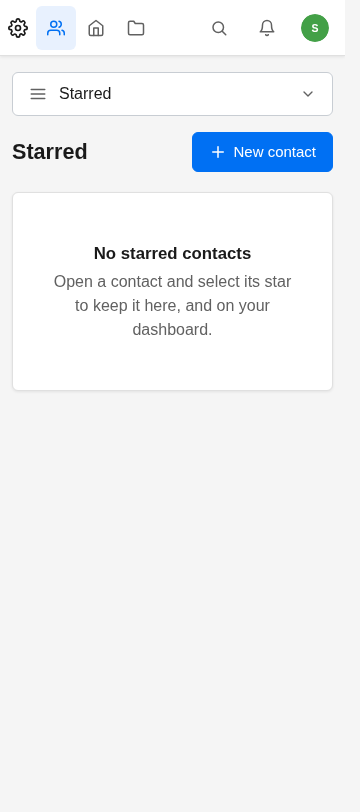 S
Starred
Starred
New contact
No starred contacts
Open a contact and select its star
to keep it here, and on your
dashboard.